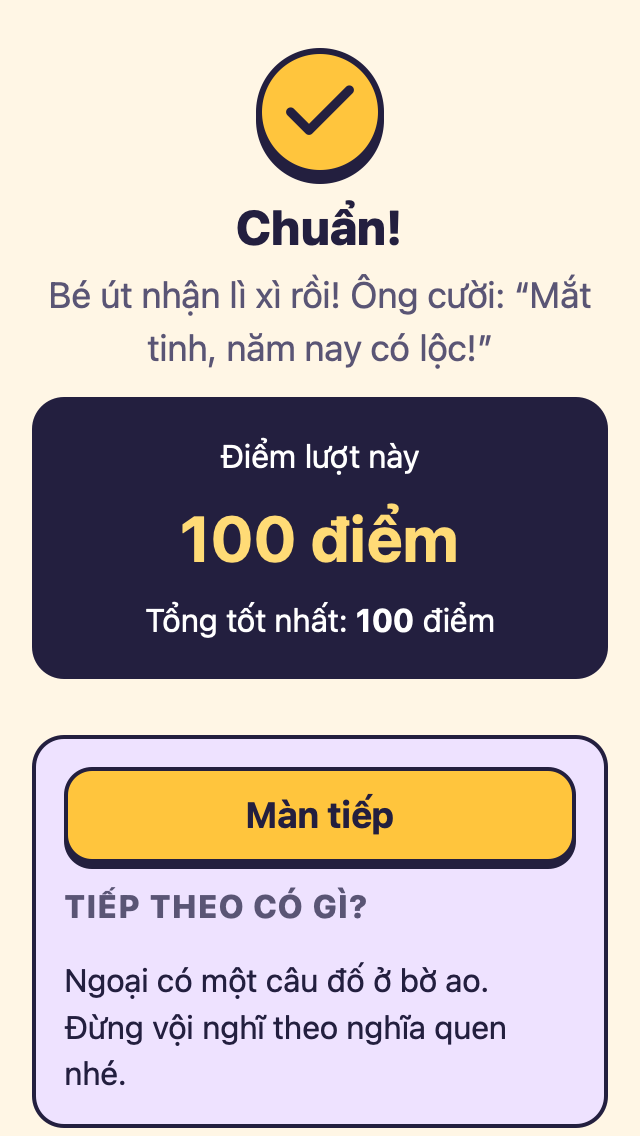 Chuẩn!
Bé út nhận lì xì rồi! Ông cười: “Mắt
tinh, năm nay có lộc!”
Điểm lượt này
100 điểm
Tổng tốt nhất: 100 điểm
Màn tiếp
TIẾP THEO CÓ GÌ?
Ngoại có một câu đố ở bờ ao.
Đừng vội nghĩ theo nghĩa quen
nhé.